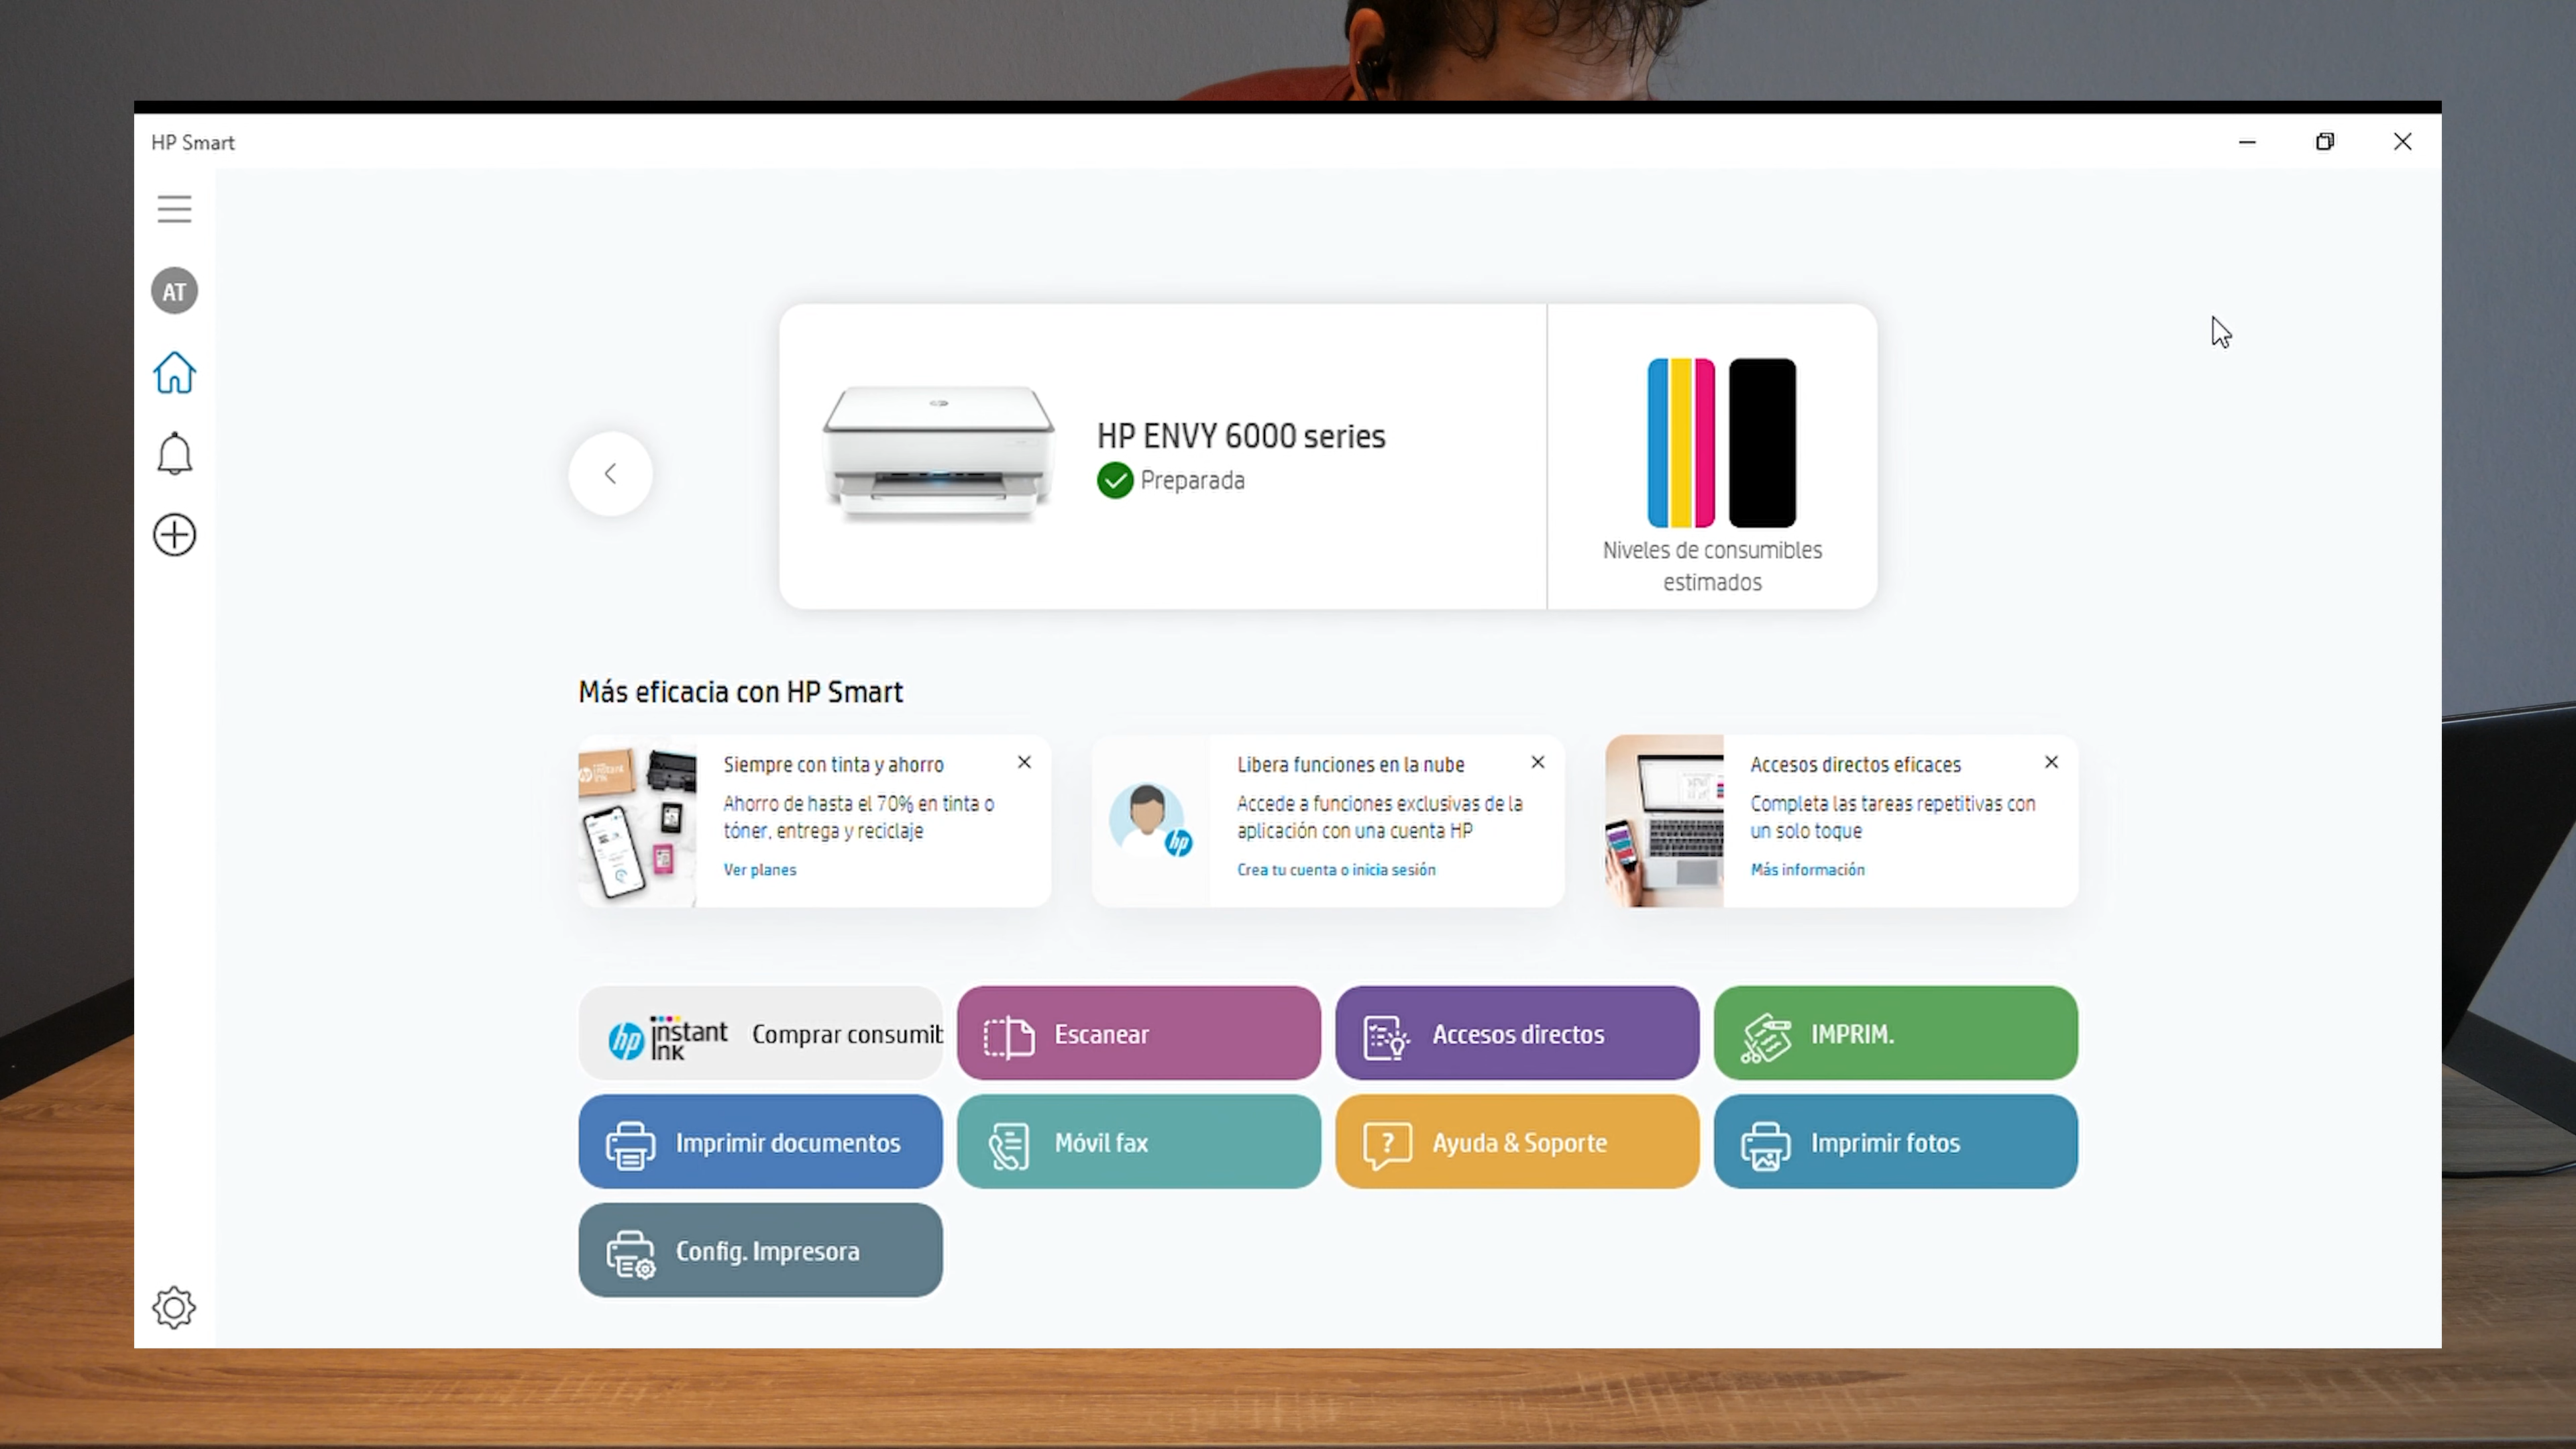 HP Smart
AT
HP ENVY 6000 series
Preparada
Niveles de consumibles
estimados
Más eficacia con HP Smart
Siempre con tinta y ahorro
Ahorro de hasta el 70% en tinta o
tóner, entrega y reciclaje
Ver planes
Libera funciones en la nube
Accede a funciones exclusivas de la
aplicación con una cuenta HP
Crea tu cuenta o inicia sesión
Accesos directos eficaces
Completa las tareas repetitivas con
un solo toque
Más información
hp instant ink
Comprar consumib
Escanear
Accesos directos
IMPRIM.
Imprimir documentos
Móvil fax
Ayuda & Soporte
Imprimir fotos
Config. Impresora